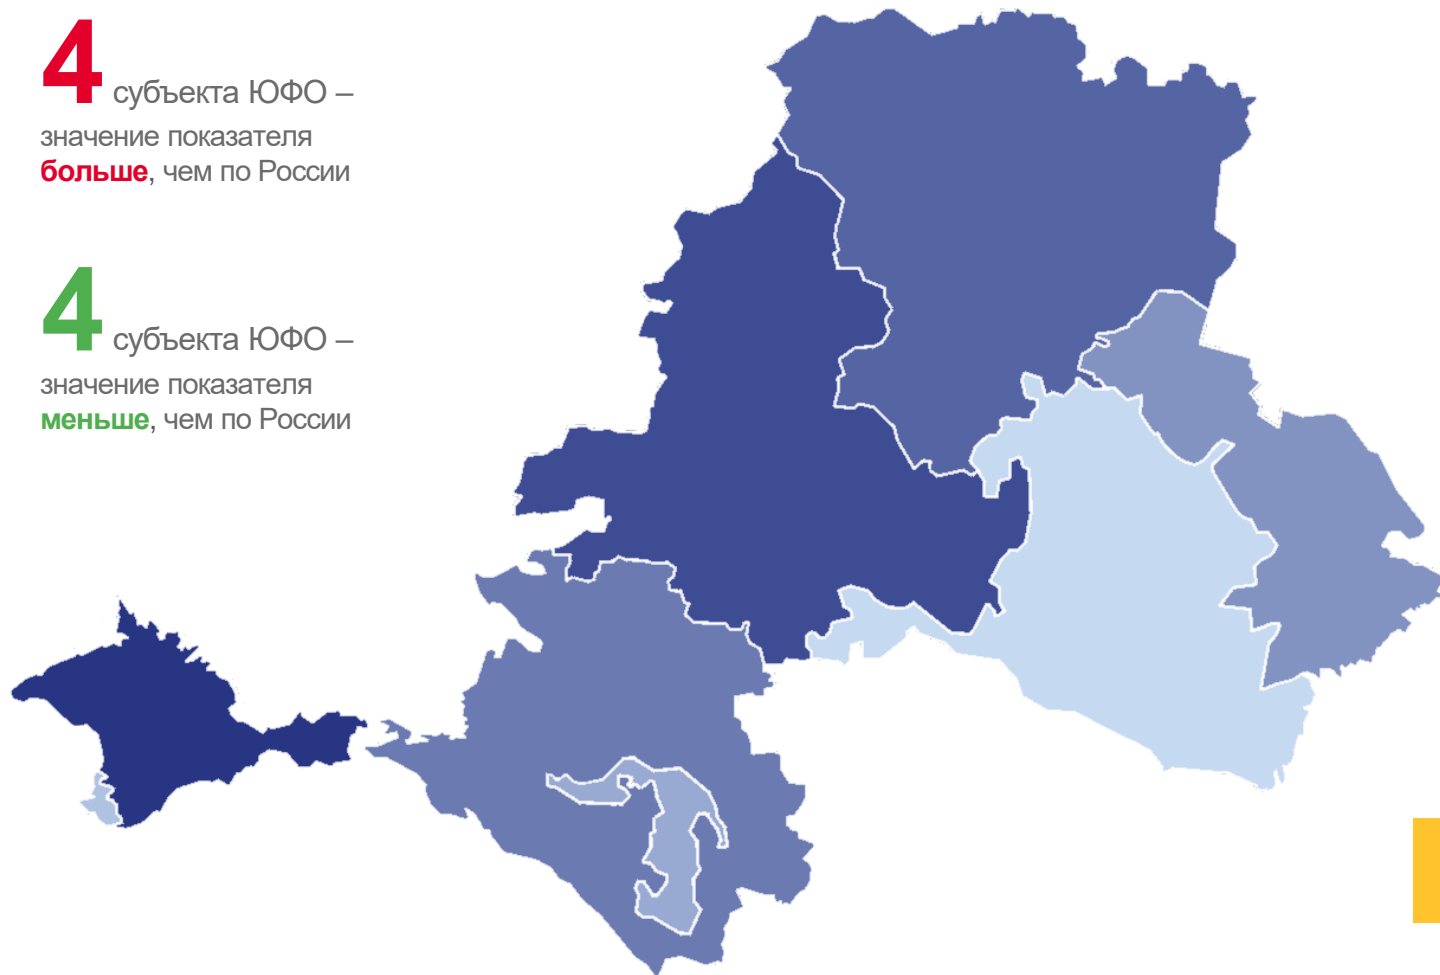 4 субъекта ЮФО –
значение показателя
больше, чем по России
4 субъекта ЮФО –
значение показателя
меньше, чем по России